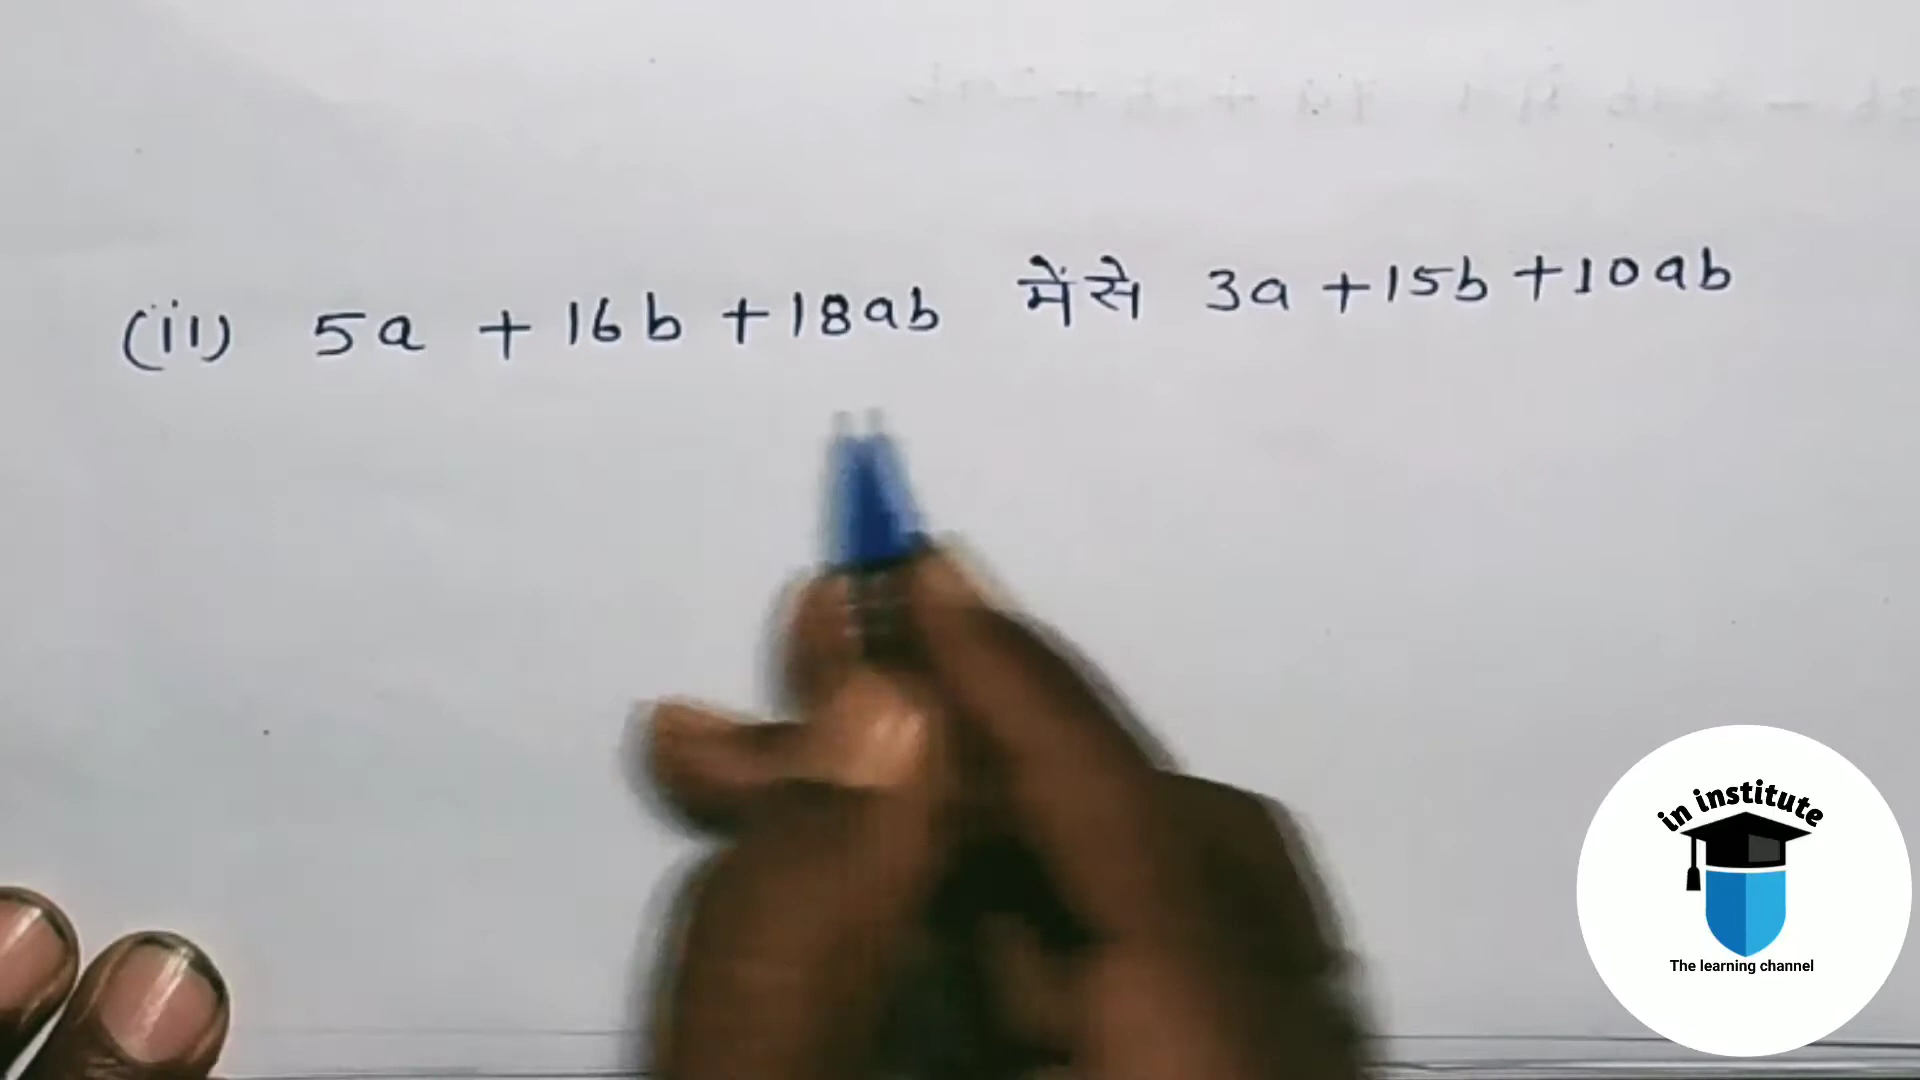 (ii) 5a + 16b + 18ab में से 3a + 15b + 10ab
in institute
The learning channel